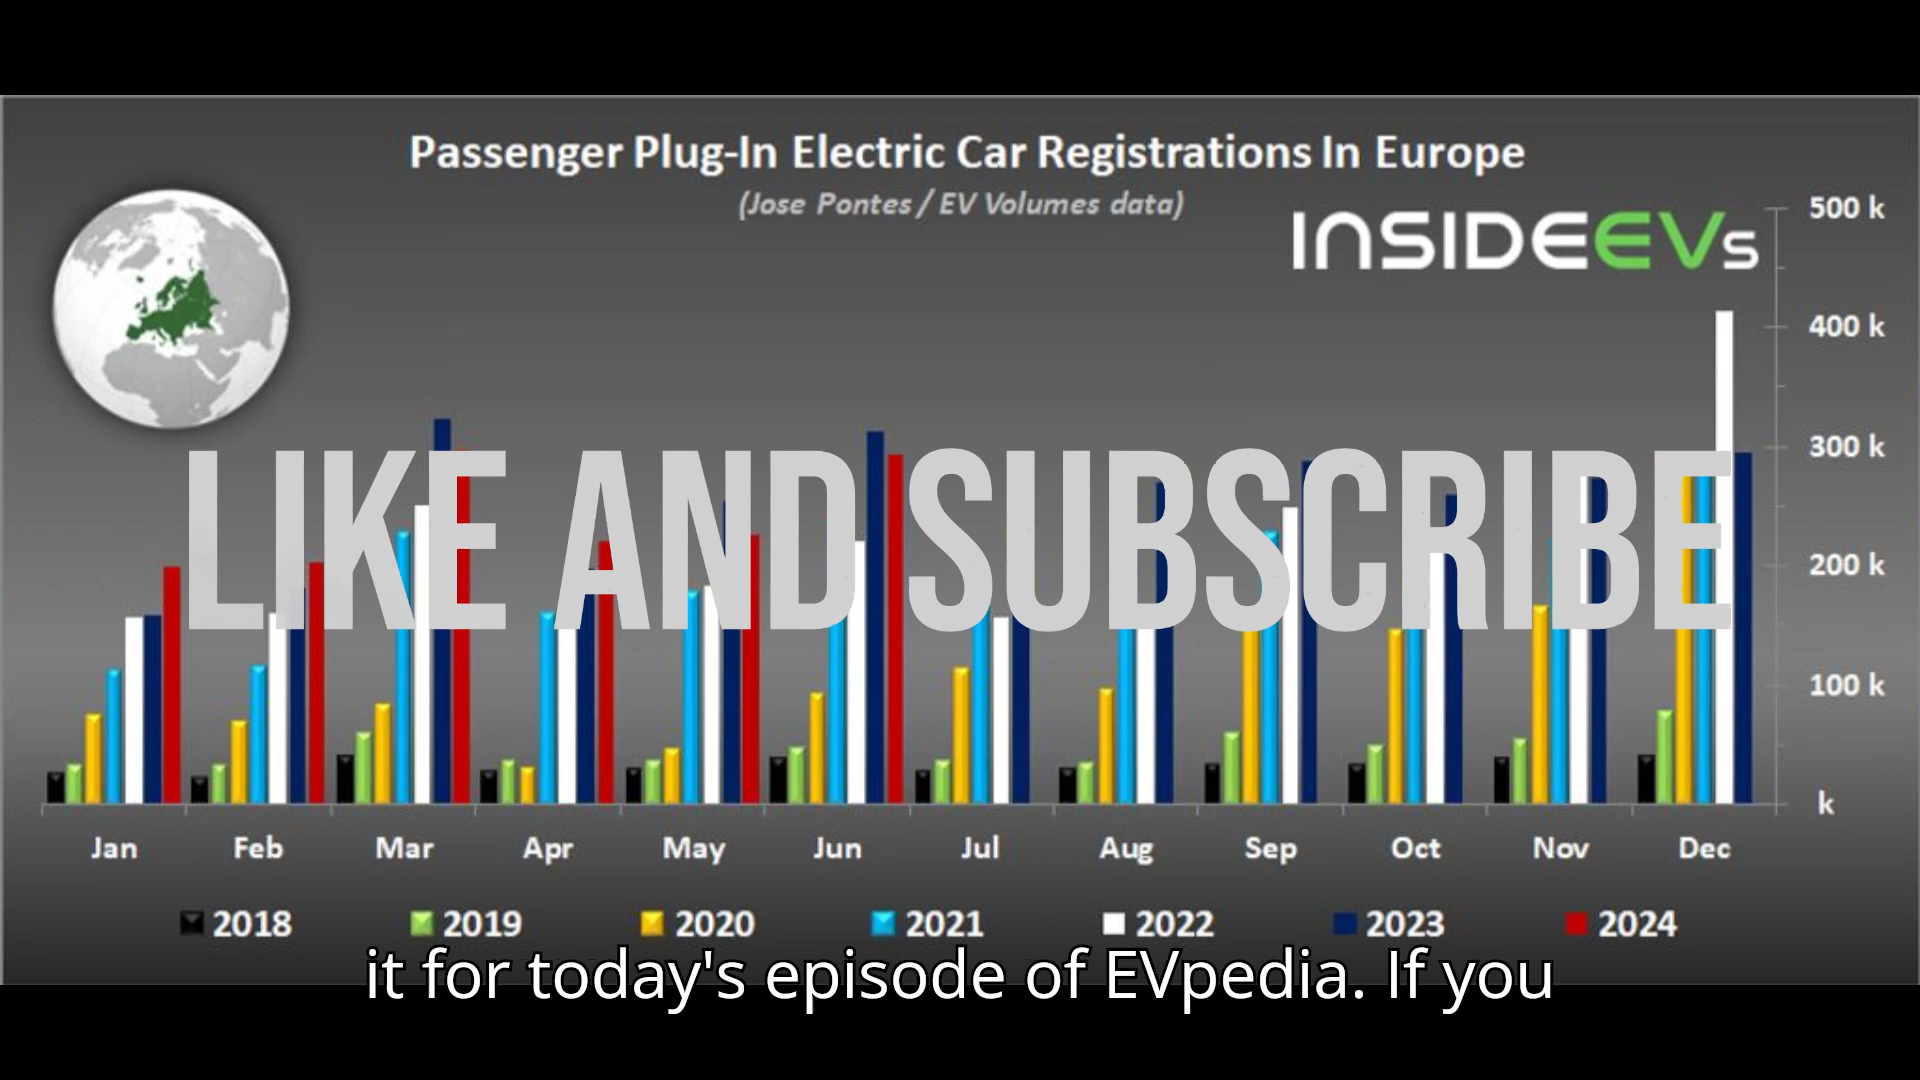 Passenger Plug-In Electric Car Registrations In Europe
(Jose Pontes / EV Volumes data)
INSIDEEVs
500 k
400 k
300 k
200 k
100 k
k
LIKE AND SUBSCRIBE
Jan Feb Mar Apr May Jun Jul Aug Sep Oct Nov Dec
2018 2019 2020 2021 2022 2023 2024
it for today's episode of EVpedia. If you